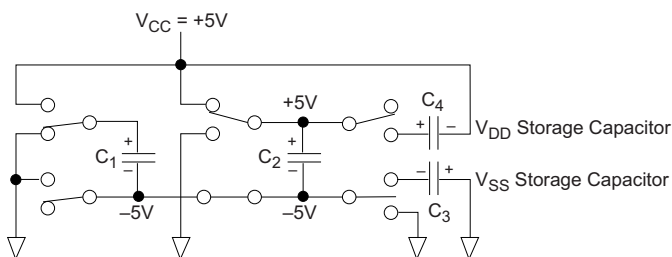 V_CC = +5V
+5V
C_4
+ −
V_DD Storage Capacitor
+
C_1
−
+
C_2
−
− +
V_SS Storage Capacitor
−5V
−5V
C_3